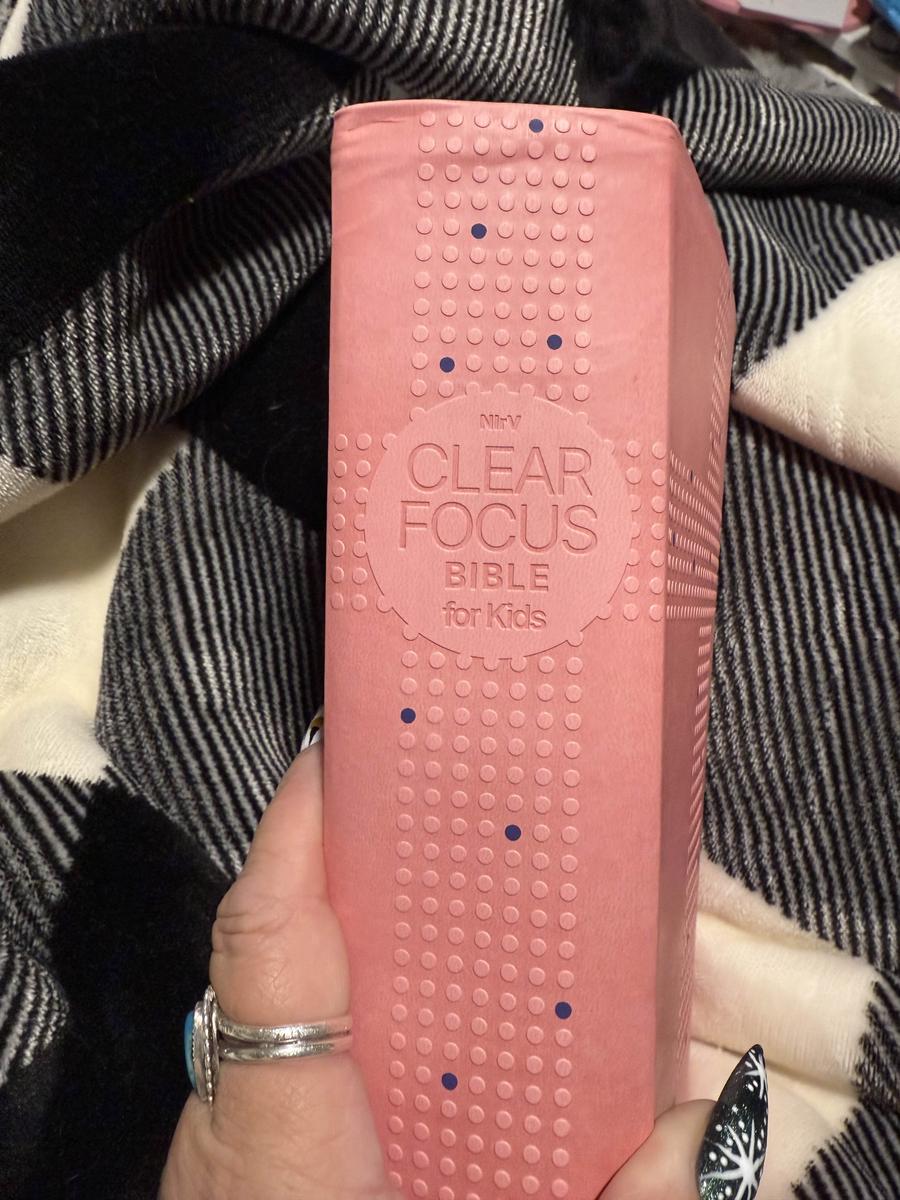 NIrV
CLEAR
FOCUS
BIBLE
for Kids